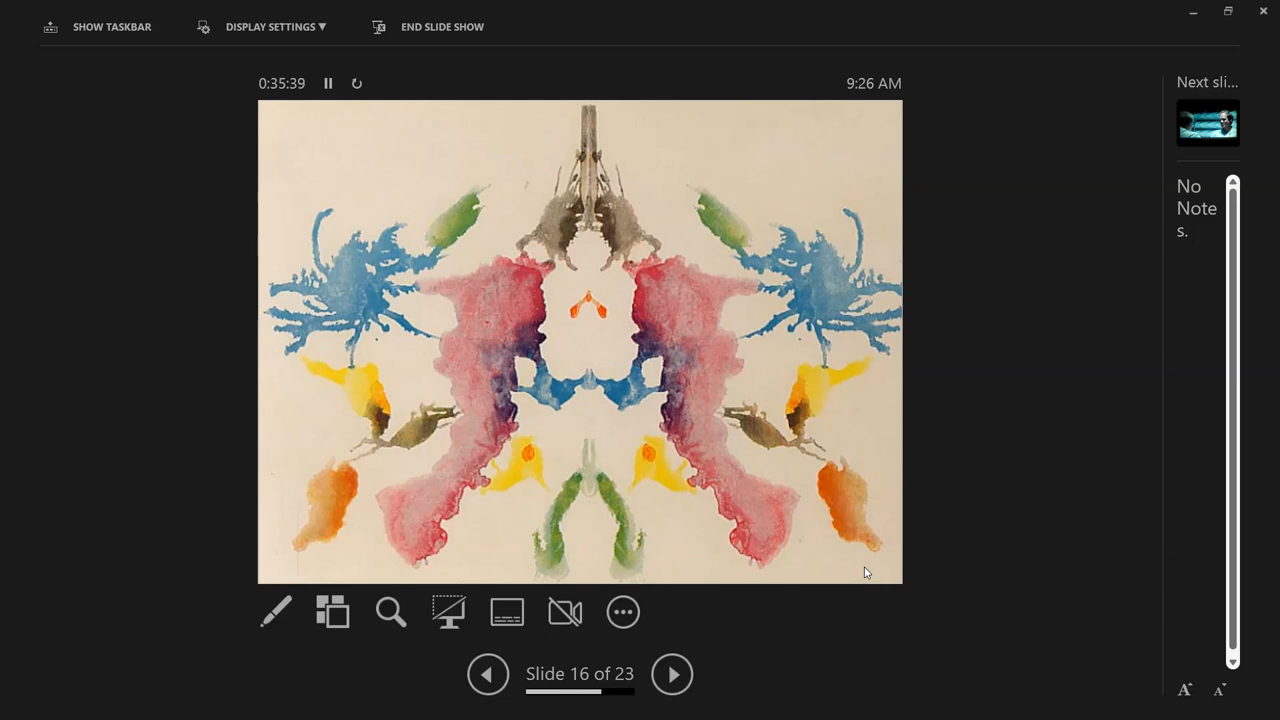 SHOW TASKBAR
DISPLAY SETTINGS ▼
END SLIDE SHOW
0:35:39
9:26 AM
Next sli...
No
Note
s.
Slide 16 of 23
A
A